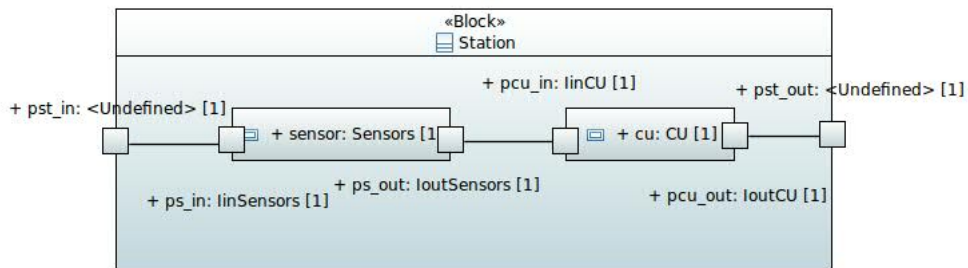 «Block»
Station
+ pcu_in: IinCU [1]
+ pst_out: <Undefined> [1]
+ pst_in: <Undefined> [1]
+ sensor: Sensors [1
+ cu: CU [1]
+ ps_out: IoutSensors [1]
+ ps_in: IinSensors [1]
+ pcu_out: IoutCU [1]